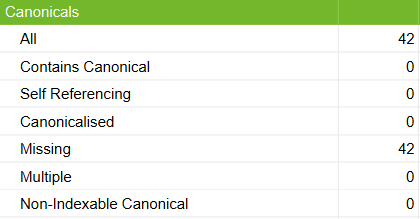 Canonicals
All 42
Contains Canonical 0
Self Referencing 0
Canonicalised 0
Missing 42
Multiple 0
Non-Indexable Canonical 0